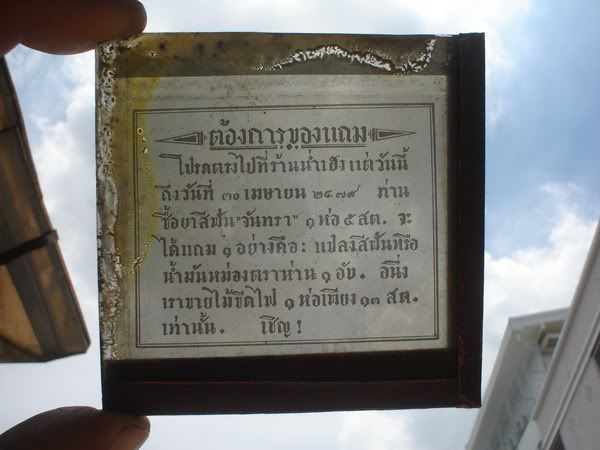 ต้องการของแถม
โปรดตรงไปที่ร้านน่ำเฮง แต่วันนี้
ถึงวันที่ ๓๐ เมษายน ๒๔๗๙ ท่าน
ซื้อยาสีฟัน"จันทรา" ๑ ห่อ ๕ สต. จะ
ได้แถม ๑ อย่างคือ: แปลงสีฟันหรือ
น้ำมันหม่องตราห่าน ๑ อับ. อนึ่ง
เราขายไม้ขีดไฟ ๑ ห่อเพียง ๑๓ สต.
เท่านั้น. เชิญ!